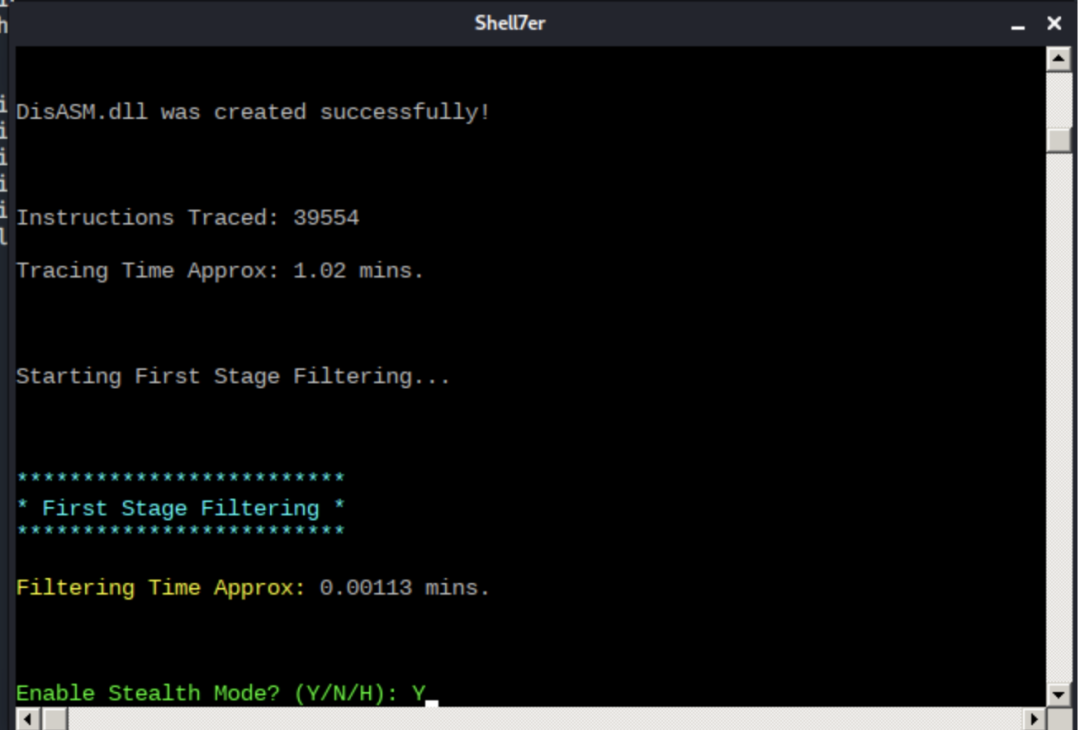 Shell7er
DisASM.dll was created successfully!
Instructions Traced: 39554
Tracing Time Approx: 1.02 mins.
Starting First Stage Filtering...
*************************
* First Stage Filtering *
*************************
Filtering Time Approx: 0.00113 mins.
Enable Stealth Mode? (Y/N/H): Y